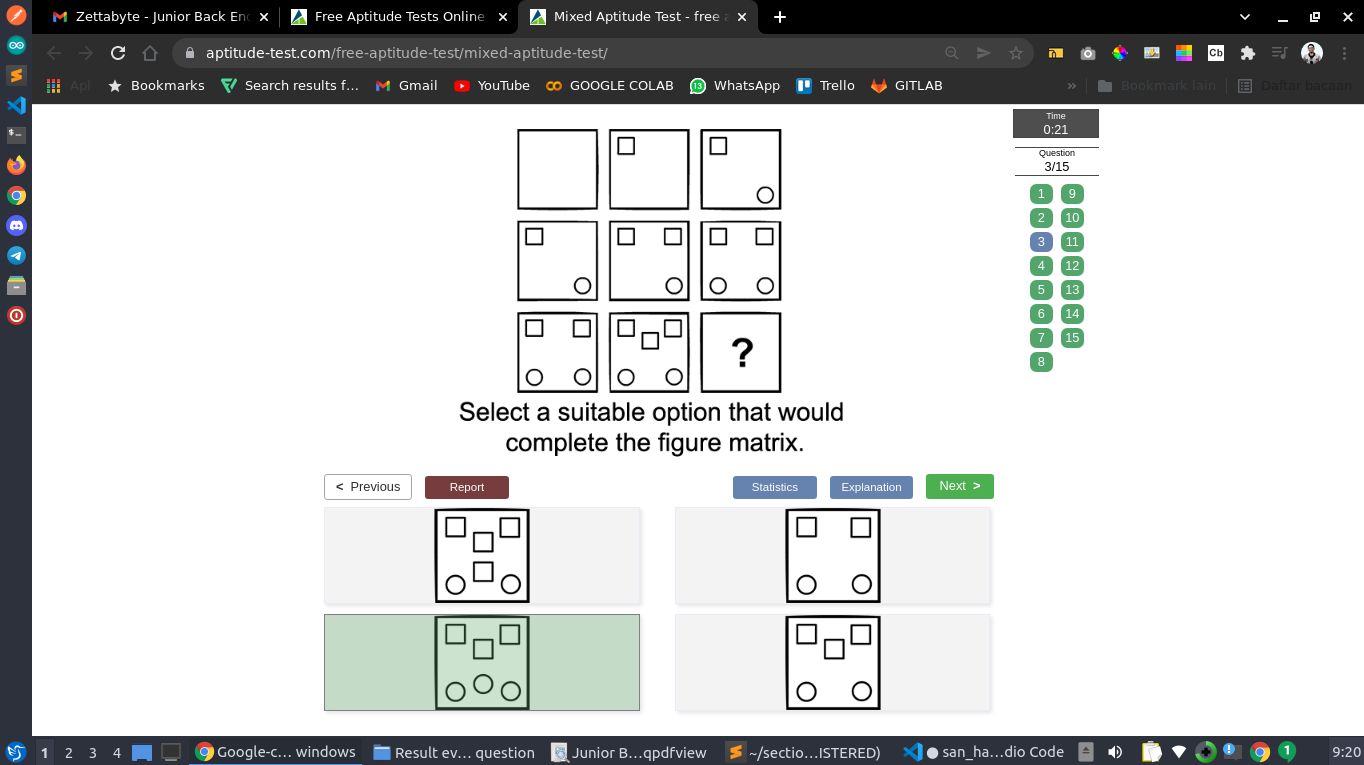 Zettabyte - Junior Back En
Free Aptitude Tests Online
Mixed Aptitude Test - free a
aptitude-test.com/free-aptitude-test/mixed-aptitude-test/
Cb
Apl
Bookmarks
Search results f...
Gmail
YouTube
GOOGLE COLAB
13
WhatsApp
Trello
GITLAB
»
Bookmark lain
Daftar bacaan
Time
0:21
Question
3/15
1 9
2 10
3 11
4 12
5 13
6 14
7 15
8
?
Select a suitable option that would
complete the figure matrix.
< Previous
Report
Statistics
Explanation
Next >
1 2 3 4
Google-c... windows
Result ev... question
Junior B...qpdfview
~/sectio...ISTERED)
● san_ha...dio Code
1
9:20